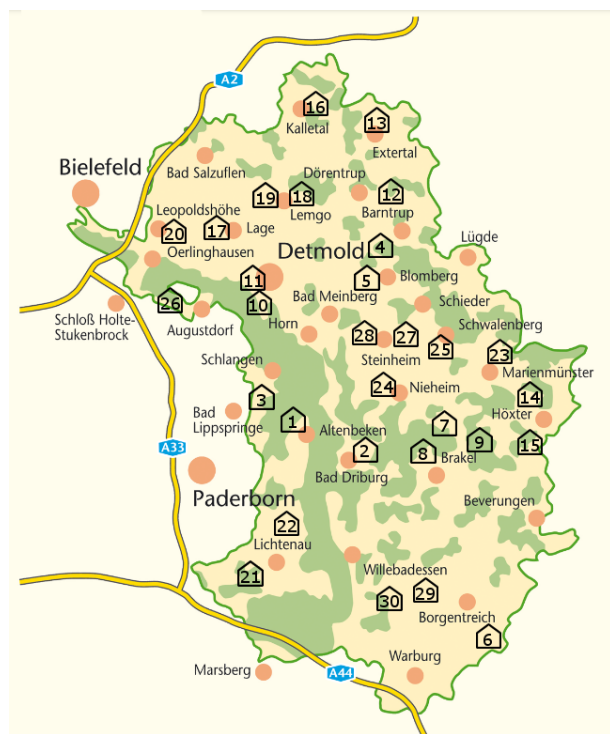 A2
16
Kalletal
13
Extertal
Bielefeld
Bad Salzuflen
Dörentrup
19
18
Lemgo
12
Barntrup
Leopoldshöhe
20
17
Lage
4
Lügde
Oerlinghausen
Detmold
11
5
Blomberg
26
10
Bad Meinberg
Schieder
Schloß Holte-
Stukenbrock
Augustdorf
Horn
28
27
25
Schwalenberg
Steinheim
23
Schlangen
Marienmünster
24
Nieheim
3
14
Bad
Lippspringe
1
Altenbeken
7
Höxter
A33
2
8
9
15
Brakel
Bad Driburg
Paderborn
Beverungen
22
Lichtenau
Willebadessen
21
30
29
Borgentreich
6
Marsberg
A44
Warburg